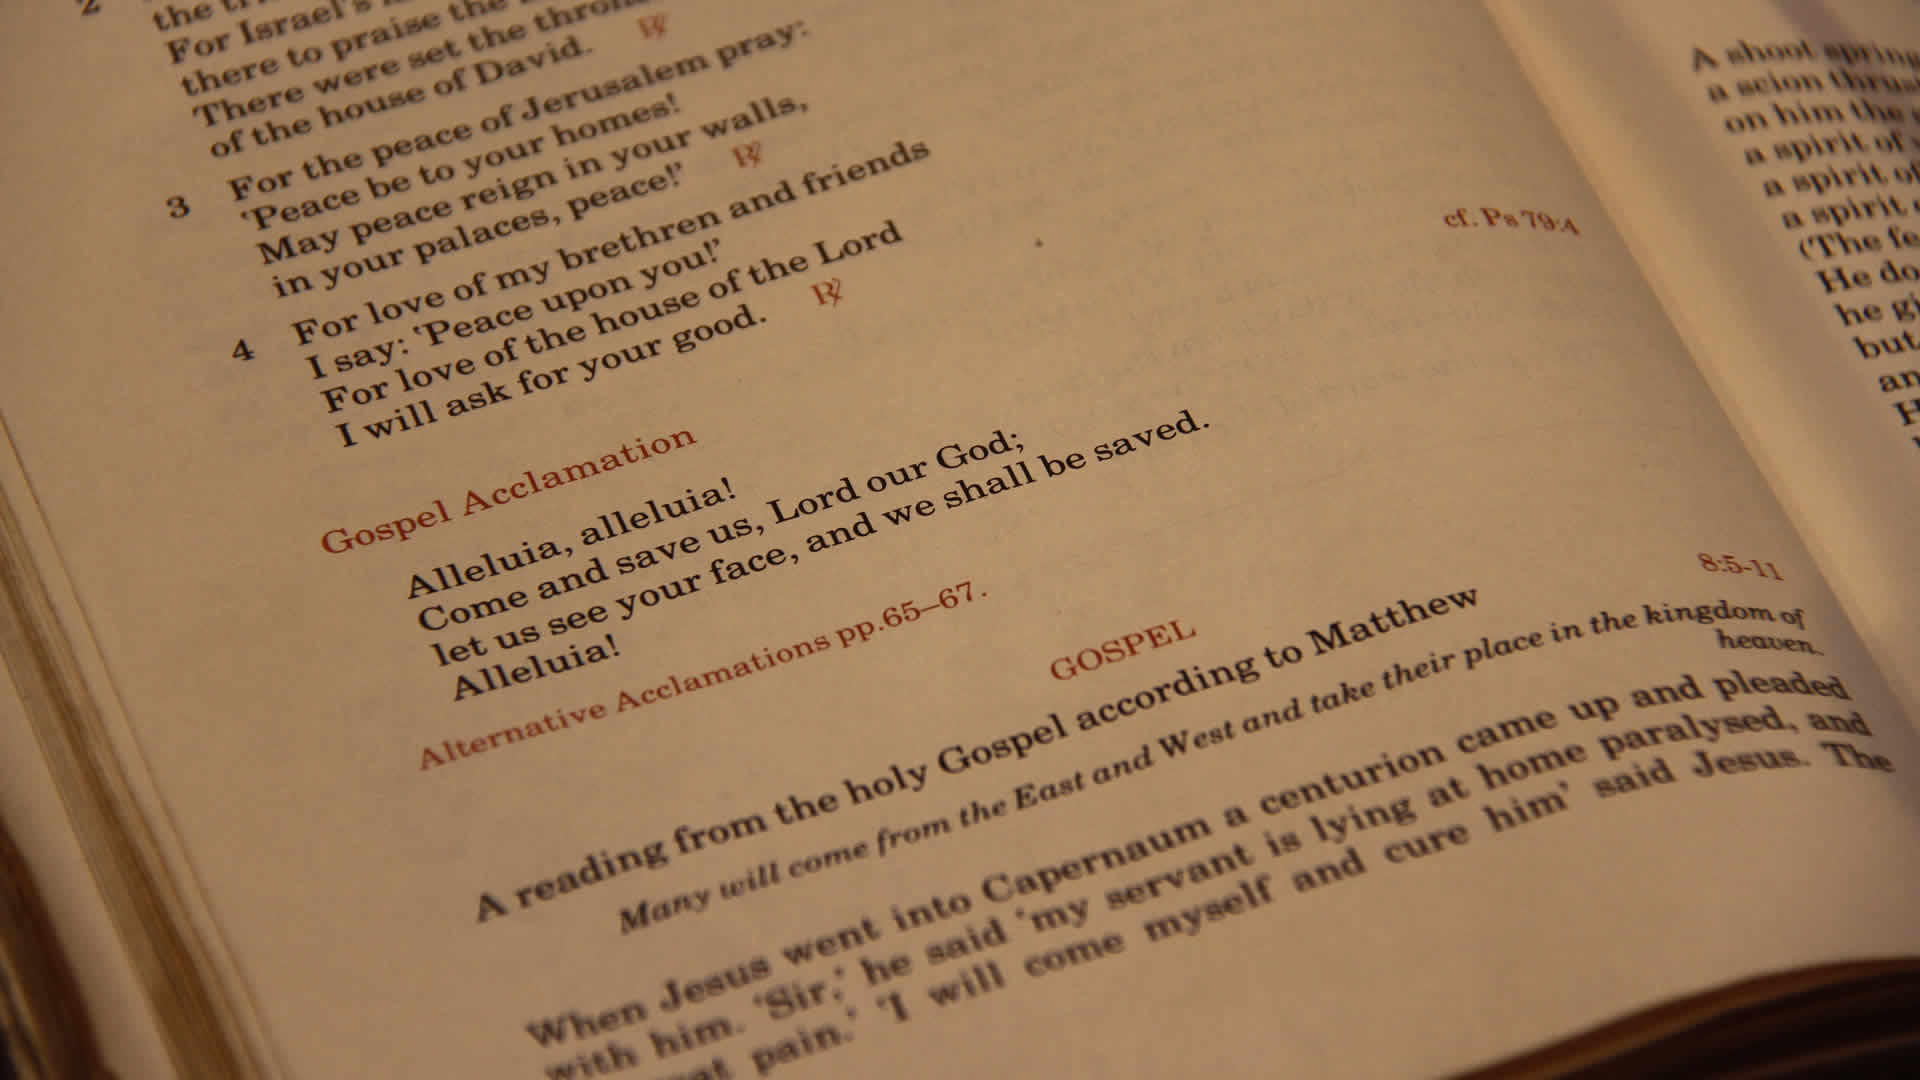 2
the
For Israel's
there to praise the
There were set the thron
of the house of David. ℟
3 For the peace of Jerusalem pray:
'Peace be to your homes!
May peace reign in your walls,
in your palaces, peace!' ℟
4 For love of my brethren and friends
I say: 'Peace upon you!'
For love of the house of the Lord
I will ask for your good. ℟
Gospel Acclamation
cf. Ps 79:4
Alleluia, alleluia!
Come and save us, Lord our God;
let us see your face, and we shall be saved.
Alleluia!
Alternative Acclamations pp.65–67.
GOSPEL
A reading from the holy Gospel according to Matthew
8:5-11
Many will come from the East and West and take their place in the kingdom of
heaven.
When Jesus went into Capernaum a centurion came up and pleaded
with him. 'Sir,' he said 'my servant is lying at home paralysed, and
pain.' 'I will come myself and cure him' said Jesus. The
A shoot spring
a scion thrus
on him the
a spirit of
a spirit of
a spirit
(The fe
He do
he gi
but
an
H